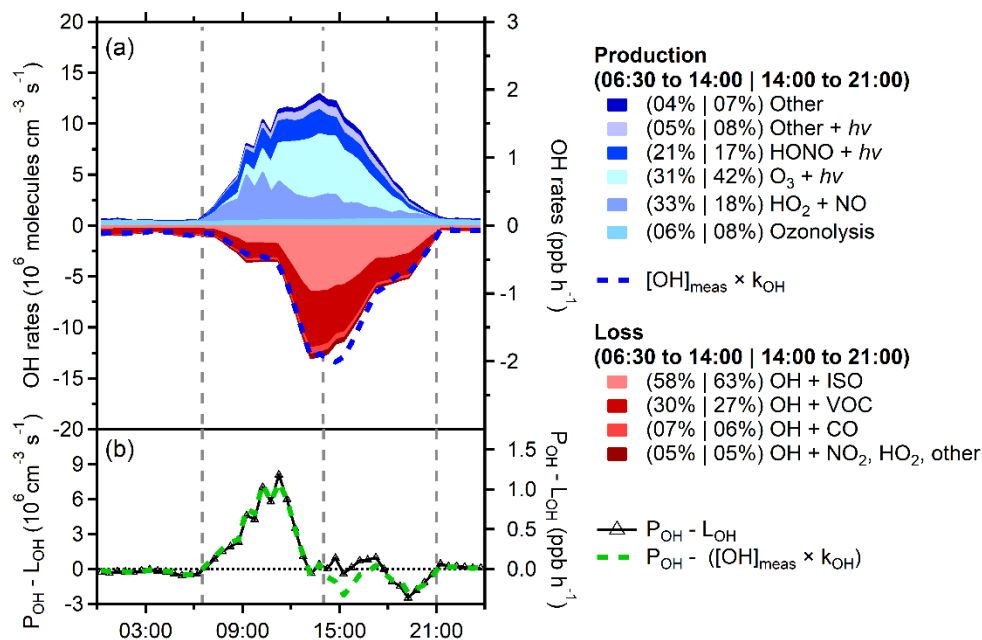 (a)
20
15
10
5
0
-5
-10
-15
-20
OH rates (10⁶ molecules cm⁻³ s⁻¹)
3
2
1
0
-1
-2
OH rates (ppb h⁻¹)
Production
(06:30 to 14:00 | 14:00 to 21:00)
(04% | 07%) Other
(05% | 08%) Other + hv
(21% | 17%) HONO + hv
(31% | 42%) O₃ + hv
(33% | 18%) HO₂ + NO
(06% | 08%) Ozonolysis
[OH]meas × kOH
Loss
(06:30 to 14:00 | 14:00 to 21:00)
(58% | 63%) OH + ISO
(30% | 27%) OH + VOC
(07% | 06%) OH + CO
(05% | 05%) OH + NO₂, HO₂, other
(b)
9
6
3
0
-3
POH - LOH (10⁶ cm⁻³ s⁻¹)
1.5
1.0
0.5
0.0
POH - LOH (ppb h⁻¹)
POH - LOH
POH - ([OH]meas × kOH)
03:00 09:00 15:00 21:00